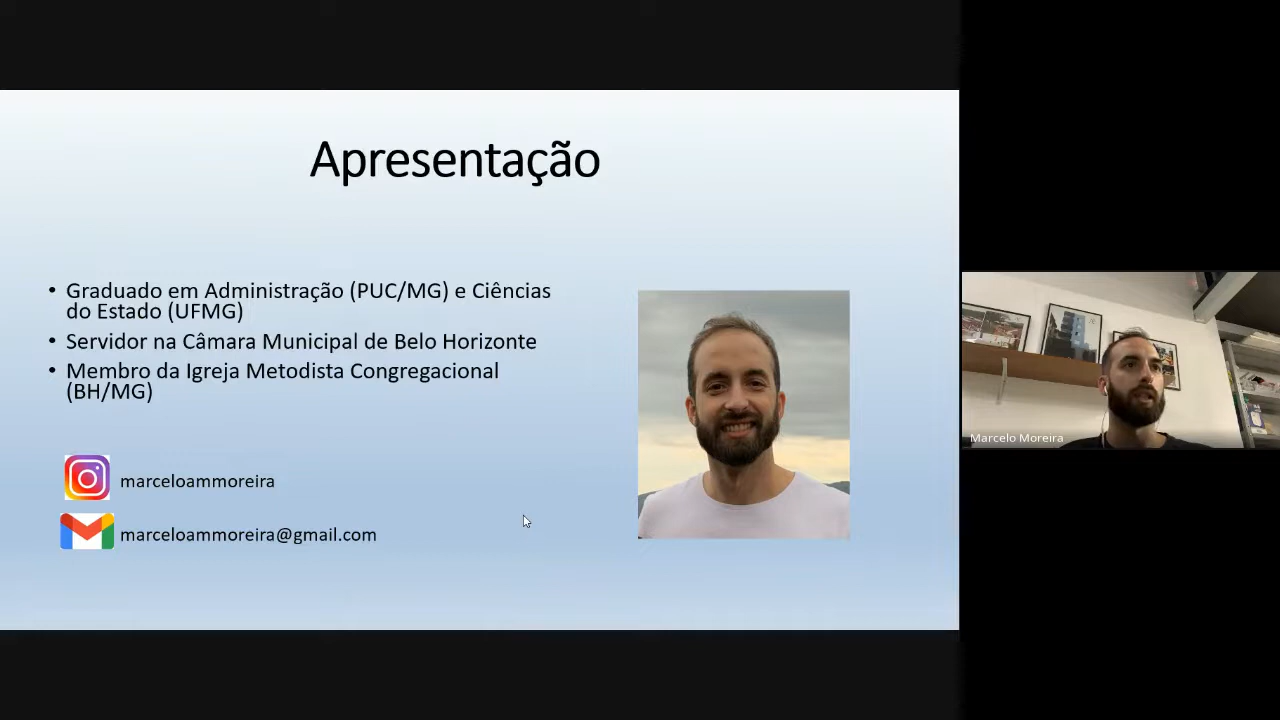 Apresentação
• Graduado em Administração (PUC/MG) e Ciências
do Estado (UFMG)
• Servidor na Câmara Municipal de Belo Horizonte
• Membro da Igreja Metodista Congregacional
(BH/MG)
marceloammoreira
marceloammoreira@gmail.com
Marcelo Moreira